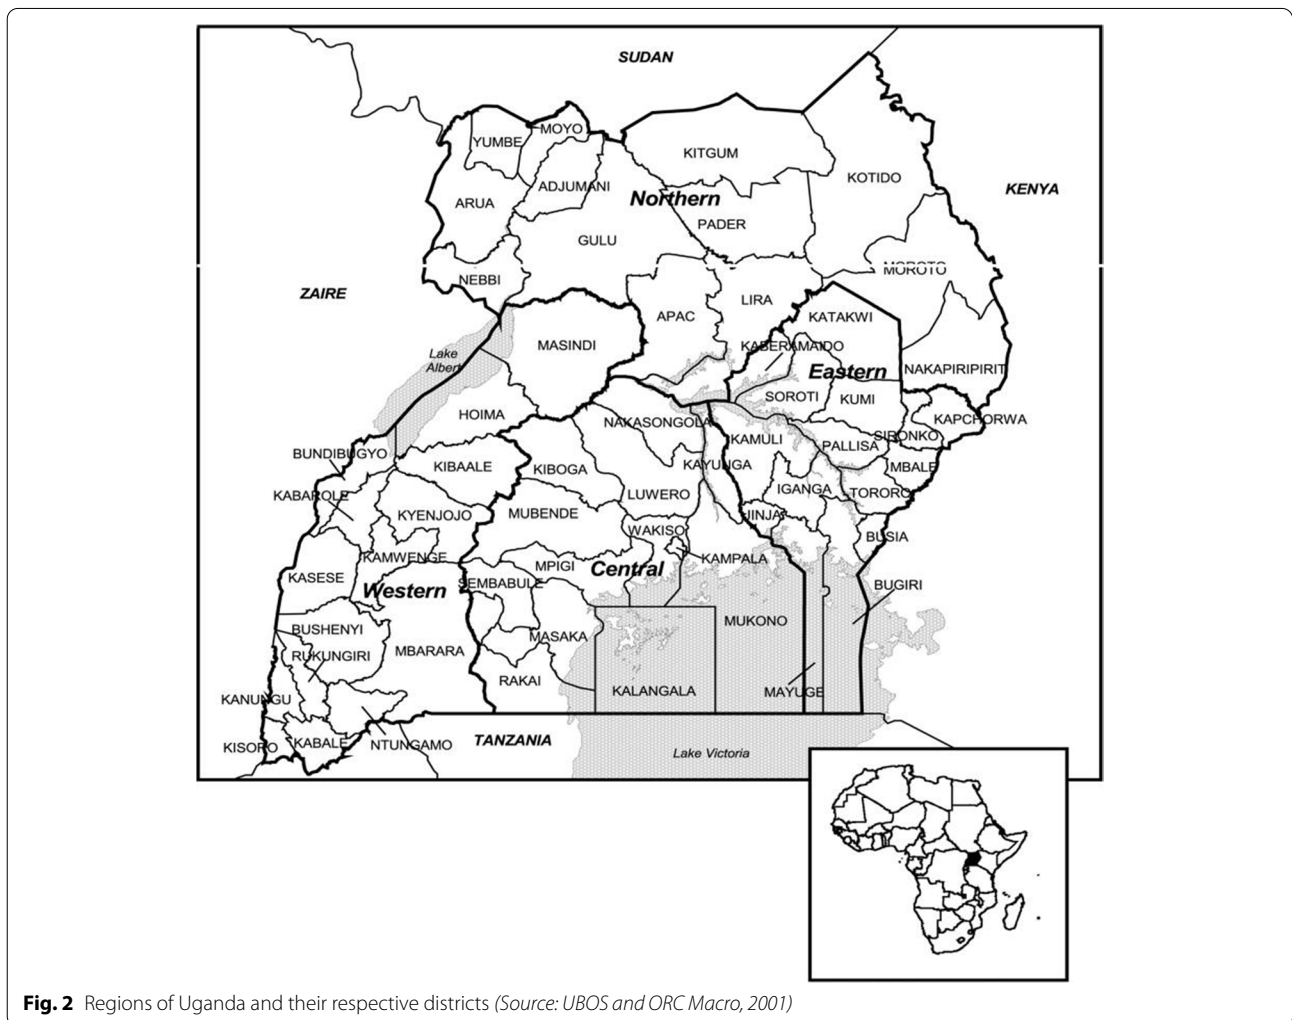 SUDAN
MOYO
YUMBE
KITGUM
KOTIDO
KENYA
ADJUMANI
Northern
ARUA
PADER
GULU
MOROTO
NEBBI
ZAIRE
LIRA
APAC
KATAKWI
MASINDI
KABERAMAIDO
Lake
Albert
Eastern
NAKAPIRIPIRIT
SOROTI
KUMI
HOIMA
NAKASONGOLA
KAPCHORWA
SIRONKO
KAMULI
PALLISA
BUNDIBUGYO
KIBAALE
KIBOGA
KAYUNGA
MBALE
IGANGA
TORORO
KABAROLE
LUWERO
KYENJOJO
MUBENDE
JINJA
WAKISO
BUSIA
KAMWENGE
KAMPALA
MPIGI
Central
KASESE
SEMBABULE
BUGIRI
Western
MUKONO
BUSHENYI
MASAKA
MBARARA
RUKUNGIRI
RAKAI
KALANGALA
MAYUGE
KANUNGU
KISORO
KABALE
NTUNGAMO
TANZANIA
Lake Victoria
Fig. 2 Regions of Uganda and their respective districts (Source: UBOS and ORC Macro, 2001)